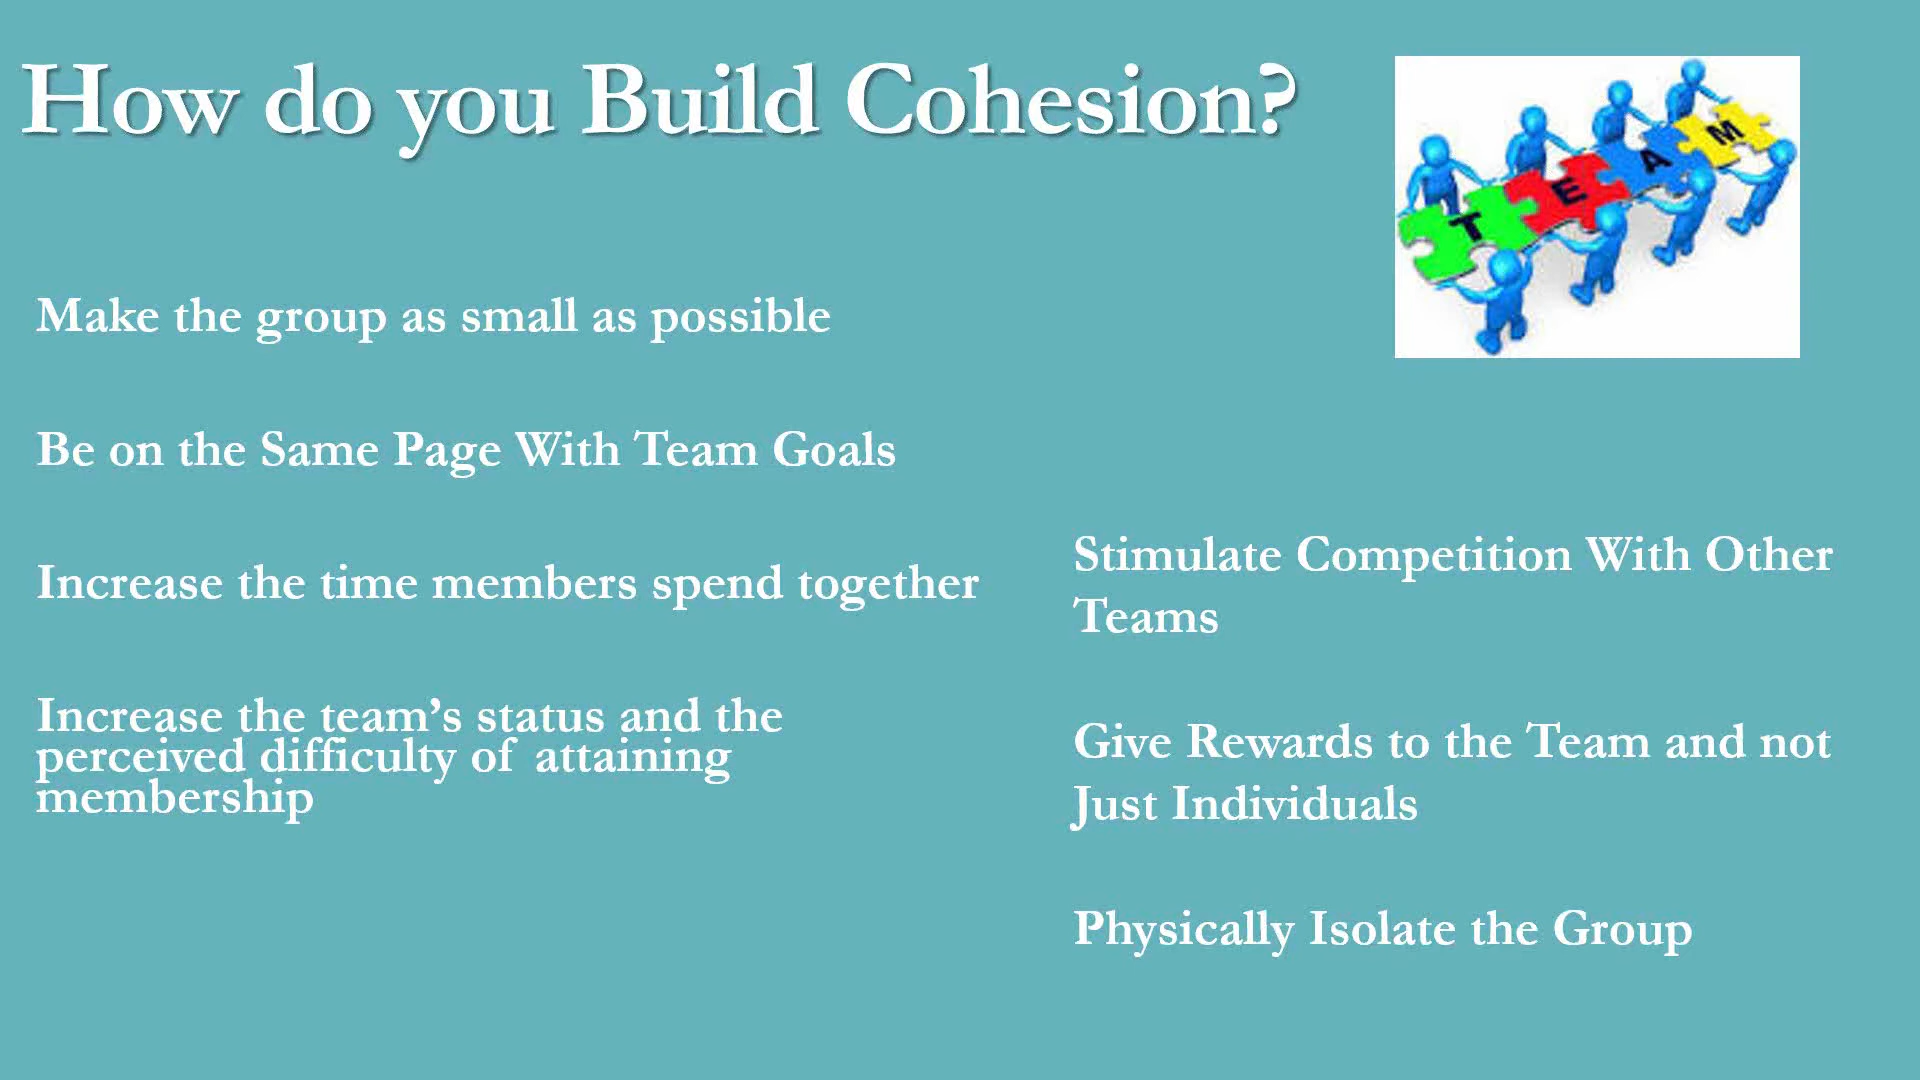 How do you Build Cohesion?
T E A M
Make the group as small as possible
Be on the Same Page With Team Goals
Increase the time members spend together
Increase the team’s status and the
perceived difficulty of attaining
membership
Stimulate Competition With Other
Teams
Give Rewards to the Team and not
Just Individuals
Physically Isolate the Group